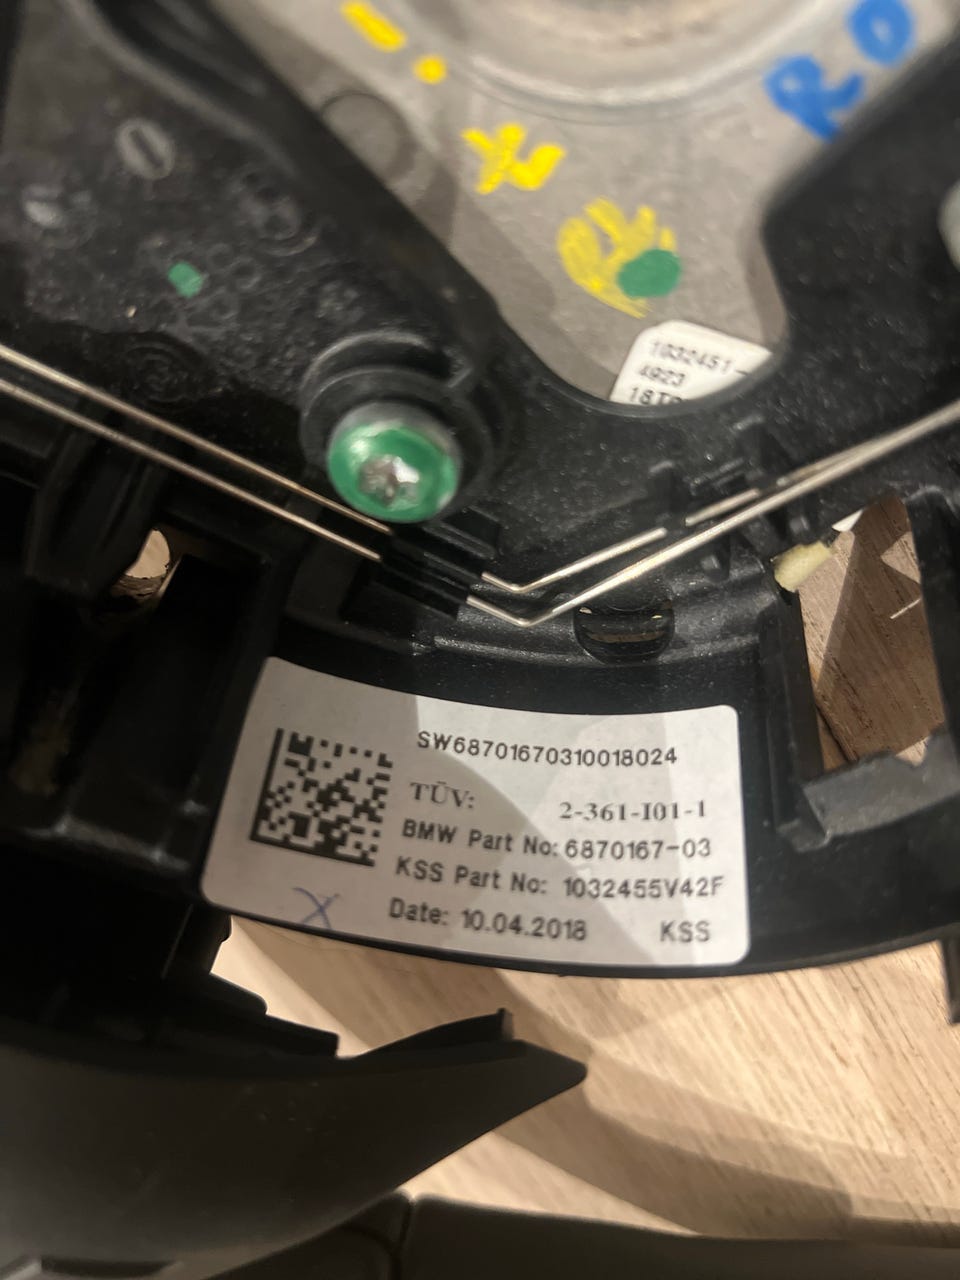 RO
1032451-
4923
SW68701670310018024
TÜV: 2-361-I01-1
BMW Part No: 6870167-03
KSS Part No: 1032455V42F
Date: 10.04.2018 KSS